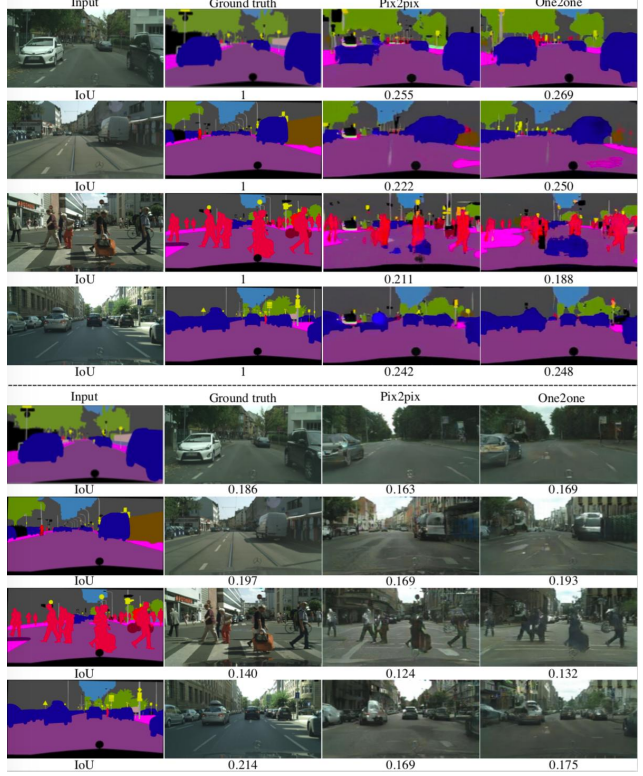 Input Ground truth Pix2pix One2one
IoU 1 0.255 0.269
IoU 1 0.222 0.250
IoU 1 0.211 0.188
IoU 1 0.242 0.248
Input Ground truth Pix2pix One2one
IoU 0.186 0.163 0.169
IoU 0.197 0.169 0.193
IoU 0.140 0.124 0.132
IoU 0.214 0.169 0.175